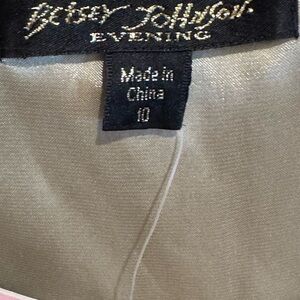 BETSEY JOHNSON.
EVENING
Made in
China
10